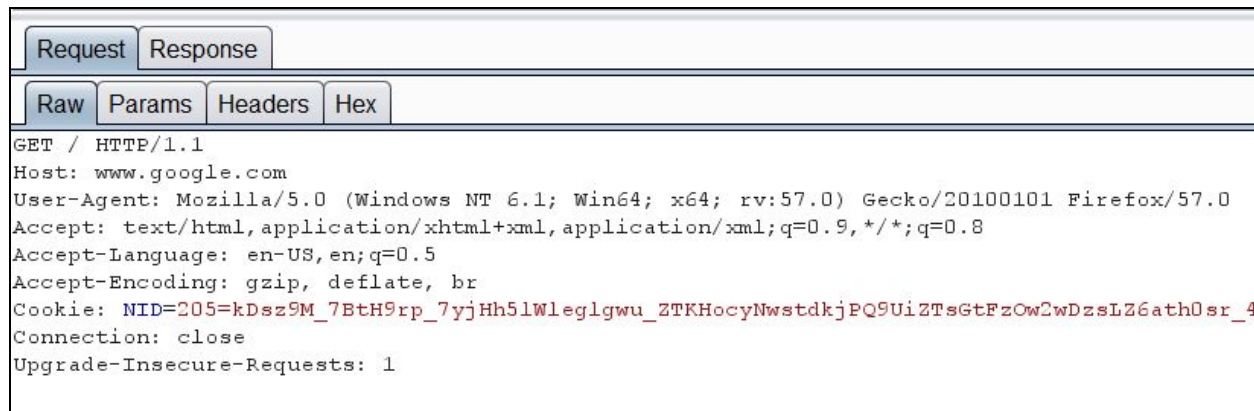 Request Response
Raw Params Headers Hex
GET / HTTP/1.1
Host: www.google.com
User-Agent: Mozilla/5.0 (Windows NT 6.1; Win64; x64; rv:57.0) Gecko/20100101 Firefox/57.0
Accept: text/html,application/xhtml+xml,application/xml;q=0.9,*/*;q=0.8
Accept-Language: en-US,en;q=0.5
Accept-Encoding: gzip, deflate, br
Cookie: NID=205=kDsz9M_7BtH9rp_7yjHh5lWleglgwu_ZTKHocyNwstdkjPQ9UiZTsGtFzOw2wDzsLZ6ath0sr_4
Connection: close
Upgrade-Insecure-Requests: 1